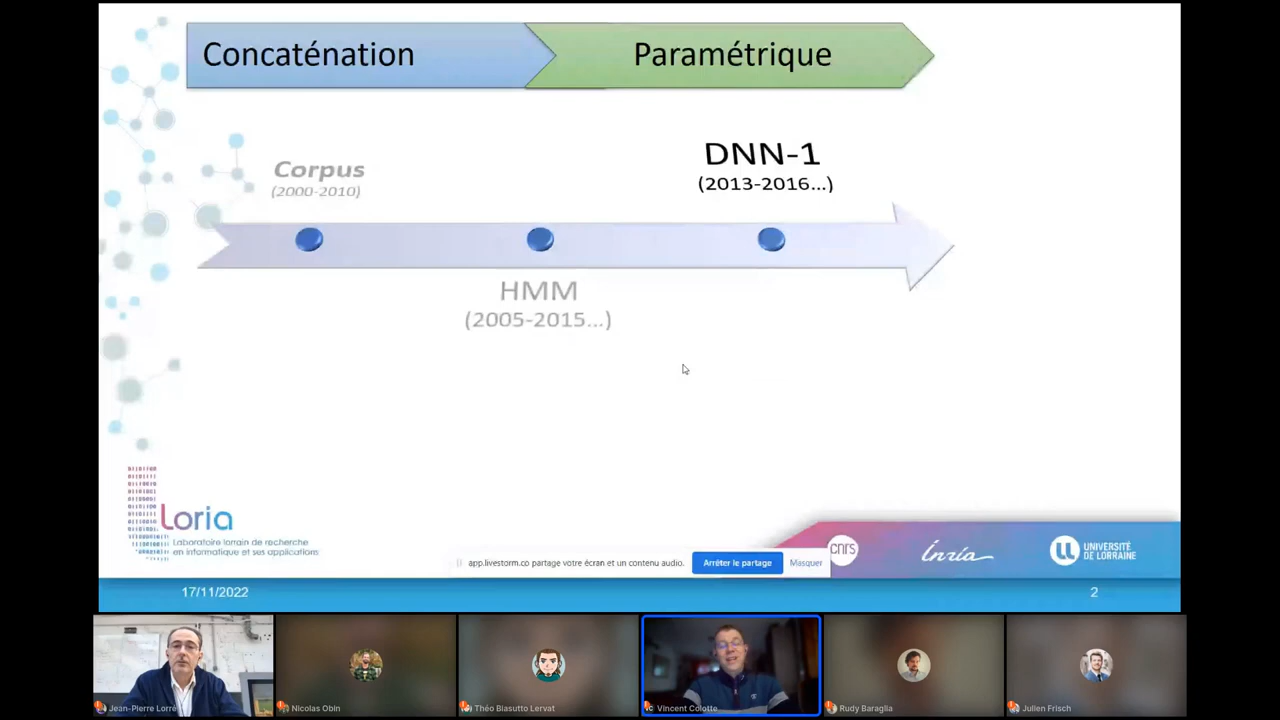 Concaténation
Paramétrique
Corpus
(2000-2010)
DNN-1
(2013-2016...)
HMM
(2005-2015...)
Loria
Laboratoire lorrain de recherche
en informatique et ses applications
cnrs
Inria
UNIVERSITÉ
DE LORRAINE
app.livestorm.co partage votre écran et un contenu audio.
Arrêter le partage
Masquer
17/11/2022
2
Jean-Pierre Lorré
Nicolas Obin
Théo Biasutto Lervat
Vincent Colotte
Rudy Baraglia
Julien Frisch